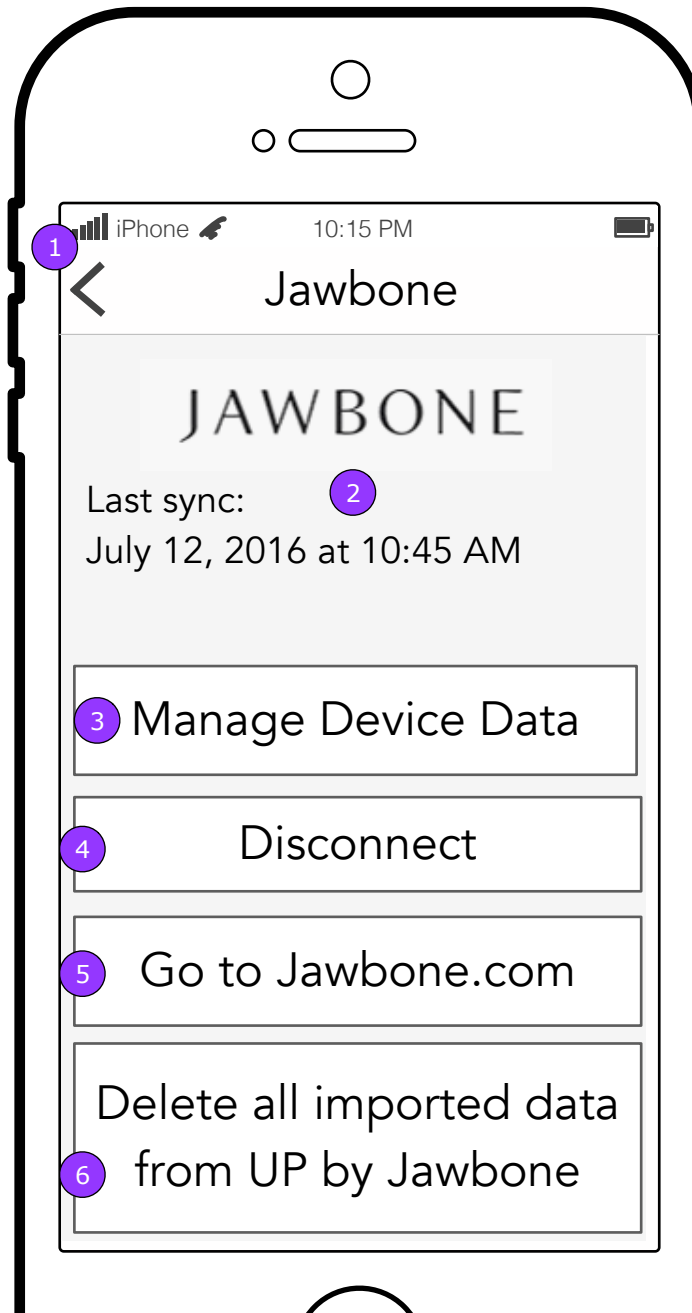 iPhone 10:15 PM
1
Jawbone
JAWBONE
2
Last sync:
July 12, 2016 at 10:45 AM
3 Manage Device Data
4 Disconnect
5 Go to Jawbone.com
Delete all imported data
6 from UP by Jawbone